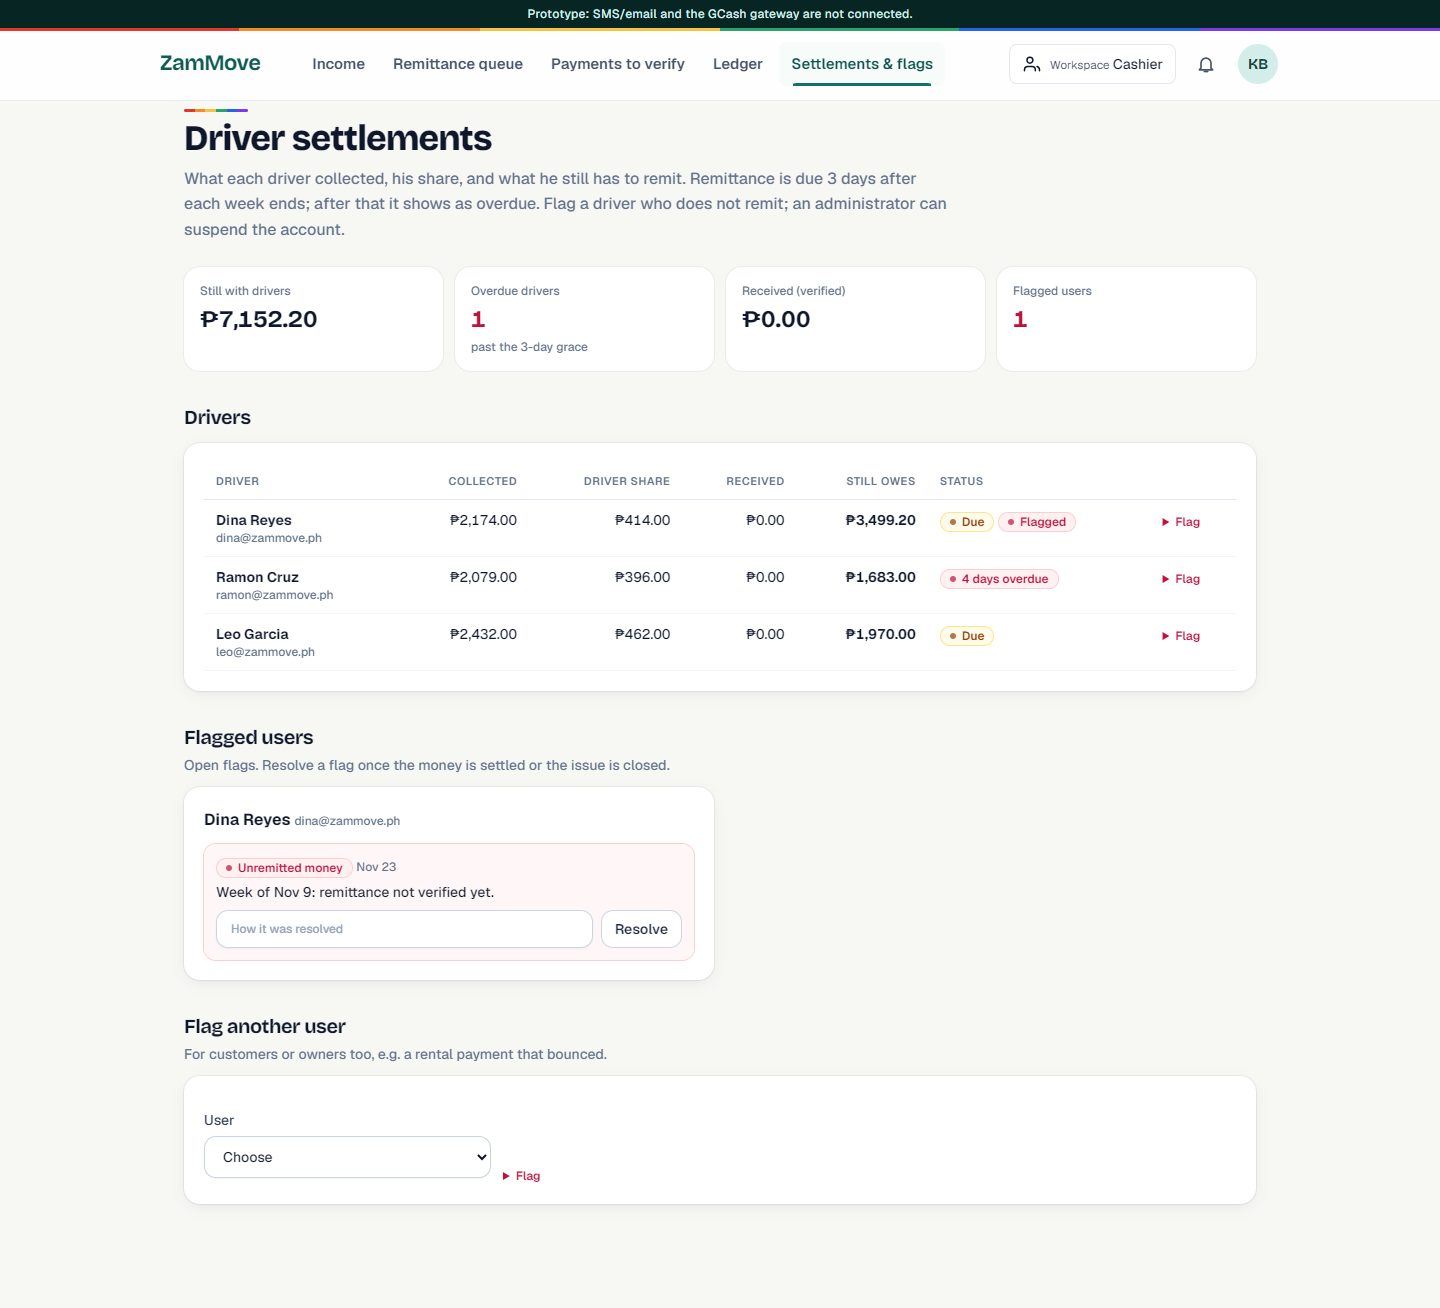 Prototype: SMS/email and the GCash gateway are not connected.
ZamMove Income Remittance queue Payments to verify Ledger Settlements & flags Workspace Cashier KB
Driver settlements
What each driver collected, his share, and what he still has to remit. Remittance is due 3 days after
each week ends; after that it shows as overdue. Flag a driver who does not remit; an administrator can
suspend the account.
Still with drivers
₱7,152.20
Overdue drivers
1
past the 3-day grace
Received (verified)
₱0.00
Flagged users
1
Drivers
DRIVER COLLECTED DRIVER SHARE RECEIVED STILL OWES STATUS
Dina Reyes ₱2,174.00 ₱414.00 ₱0.00 ₱3,499.20 Due Flagged Flag
dina@zammove.ph
Ramon Cruz ₱2,079.00 ₱396.00 ₱0.00 ₱1,683.00 4 days overdue Flag
ramon@zammove.ph
Leo Garcia ₱2,432.00 ₱462.00 ₱0.00 ₱1,970.00 Due Flag
leo@zammove.ph
Flagged users
Open flags. Resolve a flag once the money is settled or the issue is closed.
Dina Reyes dina@zammove.ph
Unremitted money Nov 23
Week of Nov 9: remittance not verified yet.
How it was resolved Resolve
Flag another user
For customers or owners too, e.g. a rental payment that bounced.
User
Choose Flag